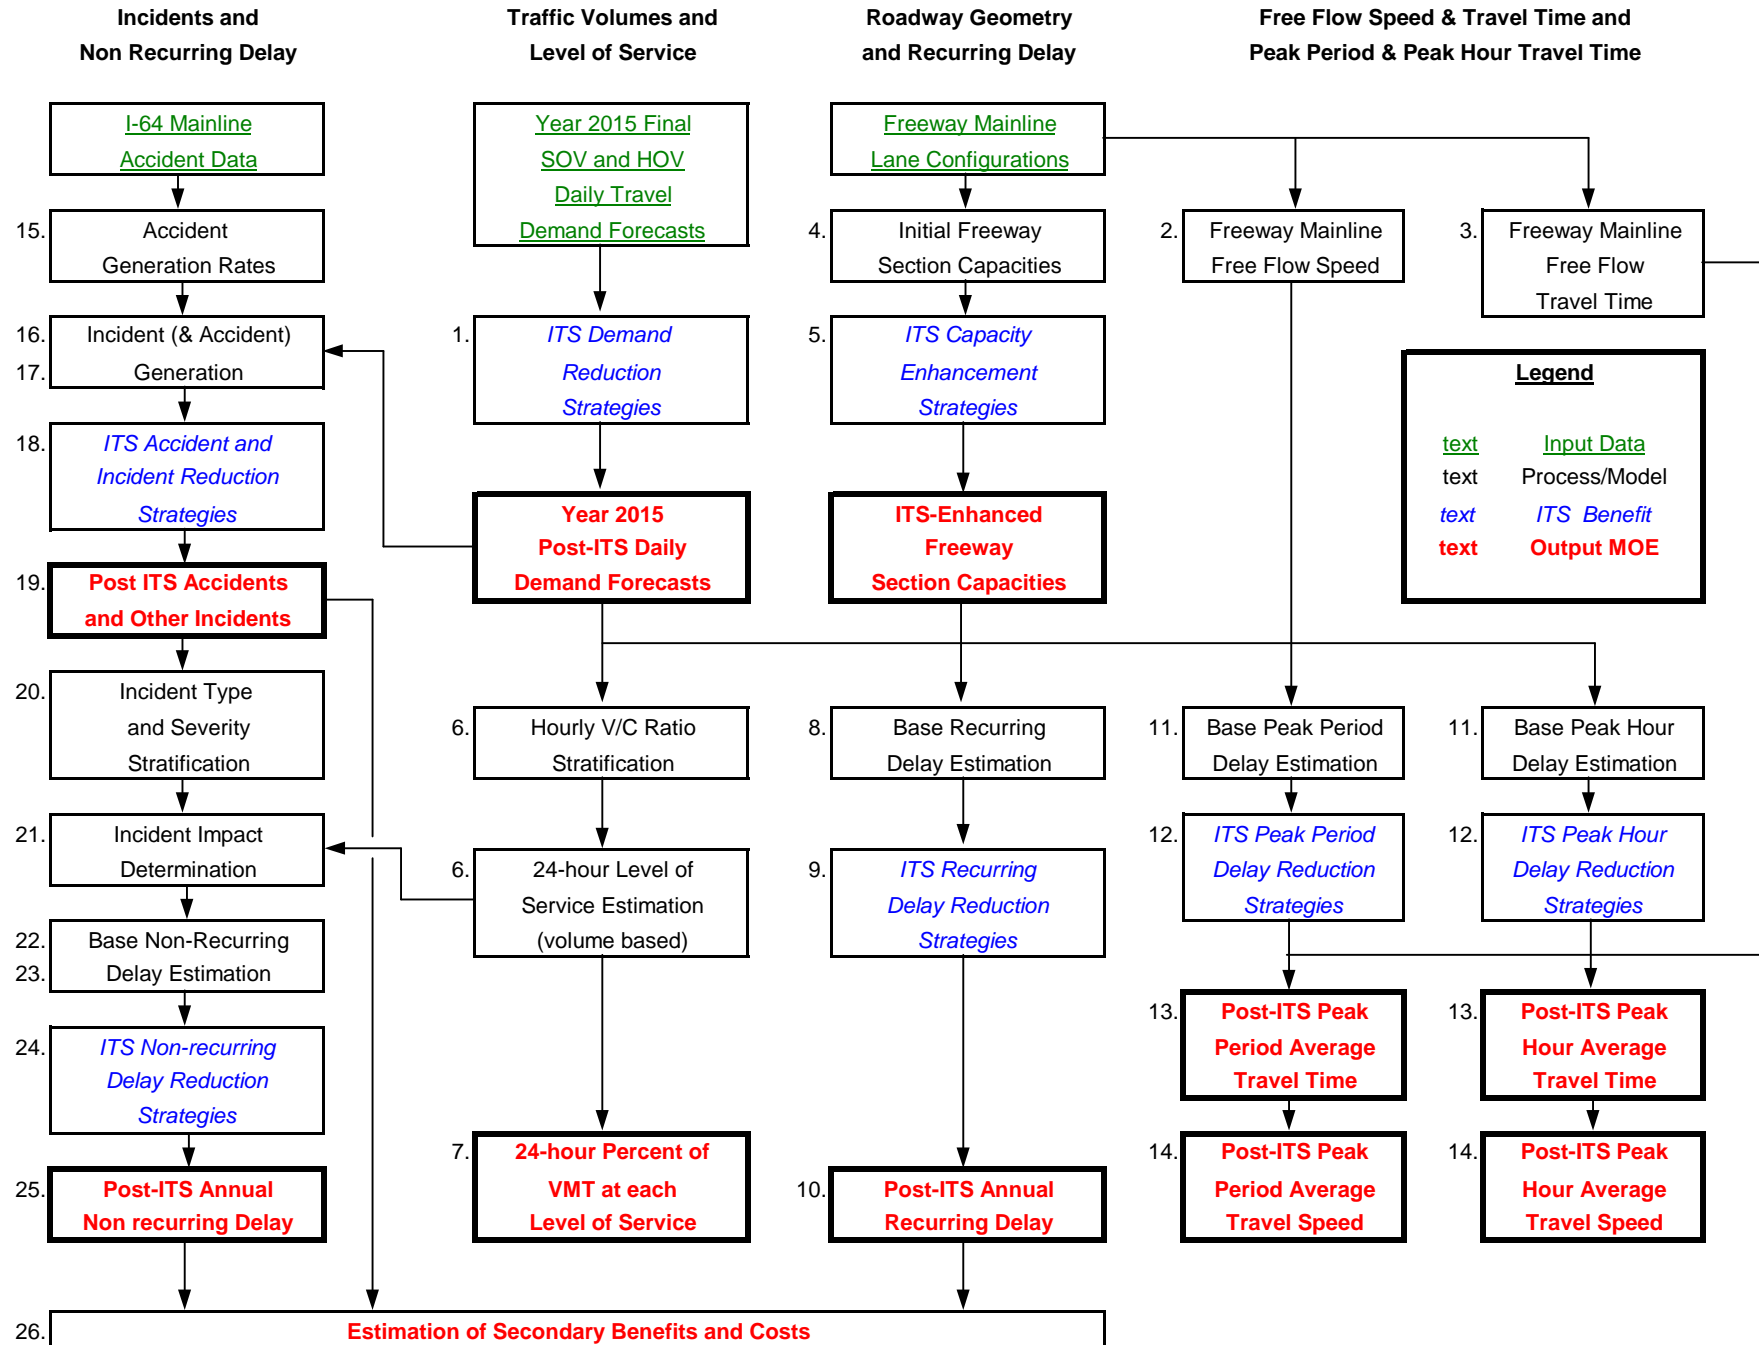 Incidents and
Non Recurring Delay
Traffic Volumes and
Level of Service
Roadway Geometry
and Recurring Delay
Free Flow Speed & Travel Time and
Peak Period & Peak Hour Travel Time
I-64 Mainline
Accident Data
Year 2015 Final
SOV and HOV
Daily Travel
Demand Forecasts
Freeway Mainline
Lane Configurations
15. Accident
Generation Rates
4. Initial Freeway
Section Capacities
2. Freeway Mainline
Free Flow Speed
3. Freeway Mainline
Free Flow
Travel Time
16. Incident (& Accident)
17. Generation
1. ITS Demand
Reduction
Strategies
5. ITS Capacity
Enhancement
Strategies
Legend
text Input Data
text Process/Model
text ITS Benefit
text Output MOE
18. ITS Accident and
Incident Reduction
Strategies
Year 2015
Post-ITS Daily
Demand Forecasts
ITS-Enhanced
Freeway
Section Capacities
19. Post ITS Accidents
and Other Incidents
20. Incident Type
and Severity
Stratification
6. Hourly V/C Ratio
Stratification
8. Base Recurring
Delay Estimation
11. Base Peak Period
Delay Estimation
11. Base Peak Hour
Delay Estimation
21. Incident Impact
Determination
6. 24-hour Level of
Service Estimation
(volume based)
9. ITS Recurring
Delay Reduction
Strategies
12. ITS Peak Period
Delay Reduction
Strategies
12. ITS Peak Hour
Delay Reduction
Strategies
22. Base Non-Recurring
23. Delay Estimation
13. Post-ITS Peak
Period Average
Travel Time
13. Post-ITS Peak
Hour Average
Travel Time
24. ITS Non-recurring
Delay Reduction
Strategies
7. 24-hour Percent of
VMT at each
Level of Service
14. Post-ITS Peak
Period Average
Travel Speed
14. Post-ITS Peak
Hour Average
Travel Speed
25. Post-ITS Annual
Non recurring Delay
10. Post-ITS Annual
Recurring Delay
26. Estimation of Secondary Benefits and Costs